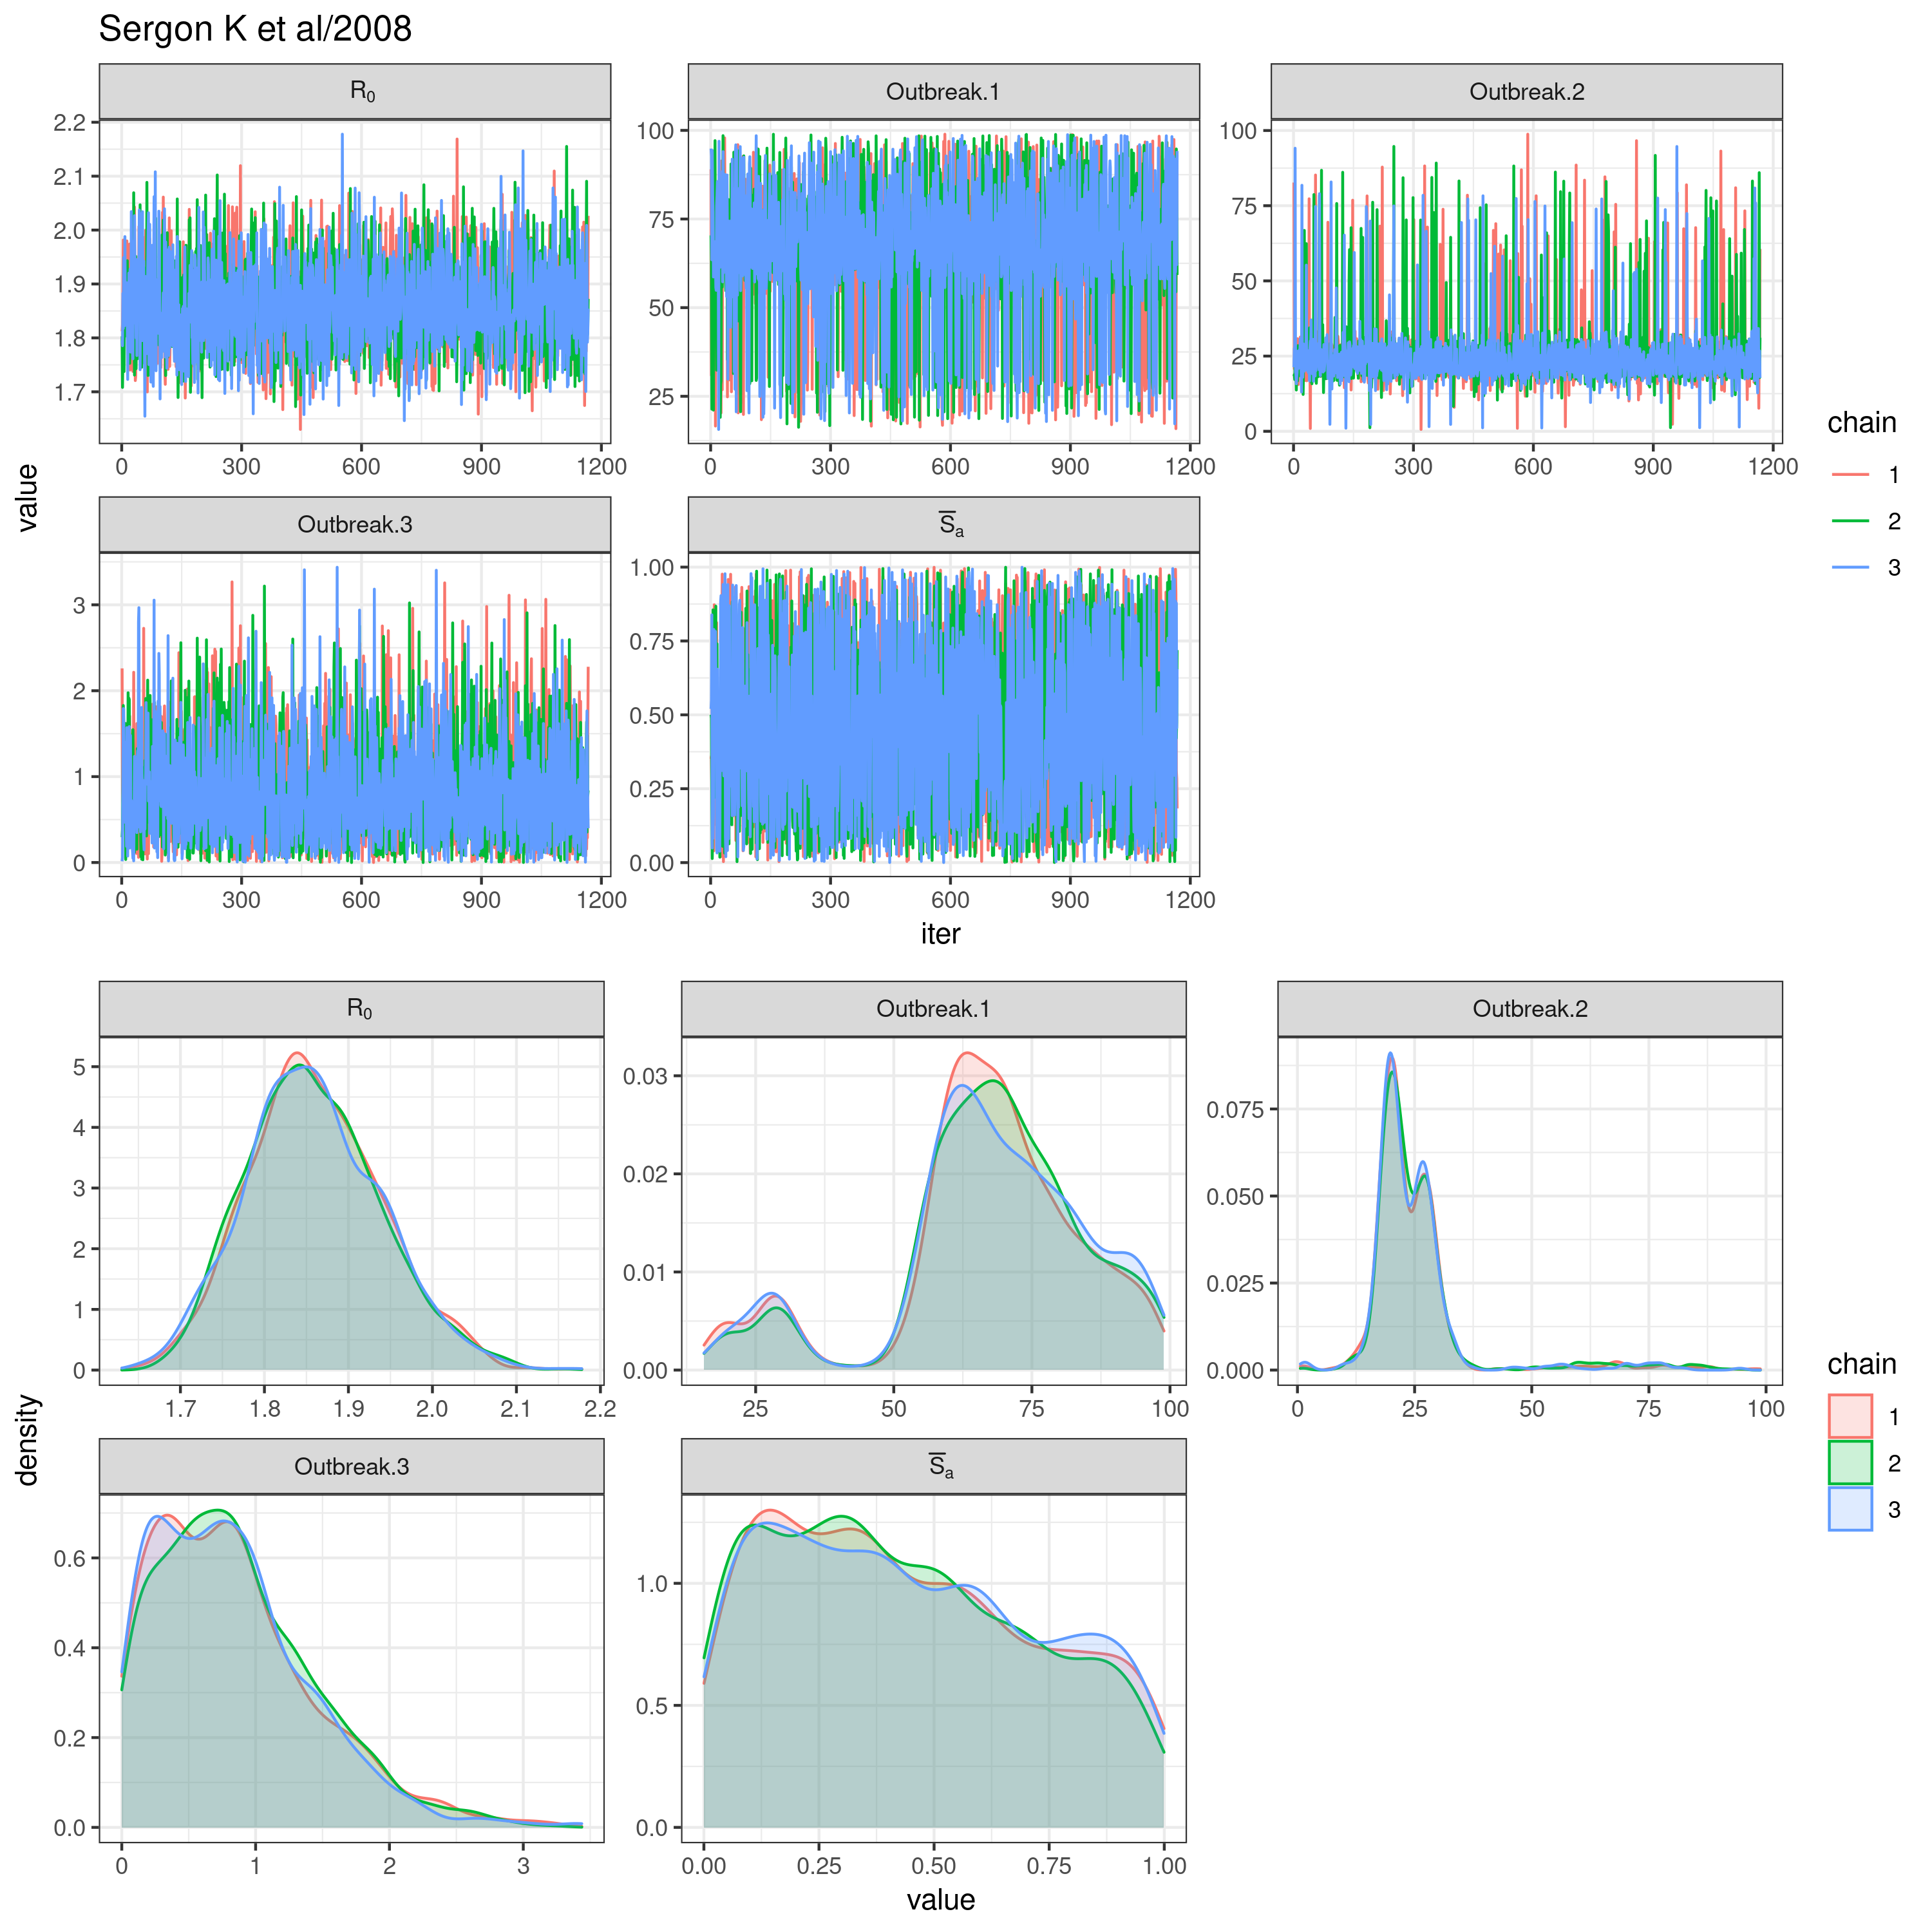 Sergon K et al/2008
R0 Outbreak.1 Outbreak.2
2.2
2.1
2.0
1.9
1.8
1.7
0 300 600 900 1200
100
75
50
25
0 300 600 900 1200
100
75
50
25
0
0 300 600 900 1200
value
Outbreak.3 S̅a
3
2
1
0
0 300 600 900 1200
1.00
0.75
0.50
0.25
0.00
0 300 600 900 1200
iter
chain
1
2
3
R0 Outbreak.1 Outbreak.2
5
4
3
2
1
0
1.7 1.8 1.9 2.0 2.1 2.2
0.03
0.02
0.01
0.00
25 50 75 100
0.075
0.050
0.025
0.000
0 25 50 75 100
density
Outbreak.3 S̅a
0.6
0.4
0.2
0.0
0 1 2 3
1.0
0.5
0.0
0.00 0.25 0.50 0.75 1.00
value
chain
1
2
3